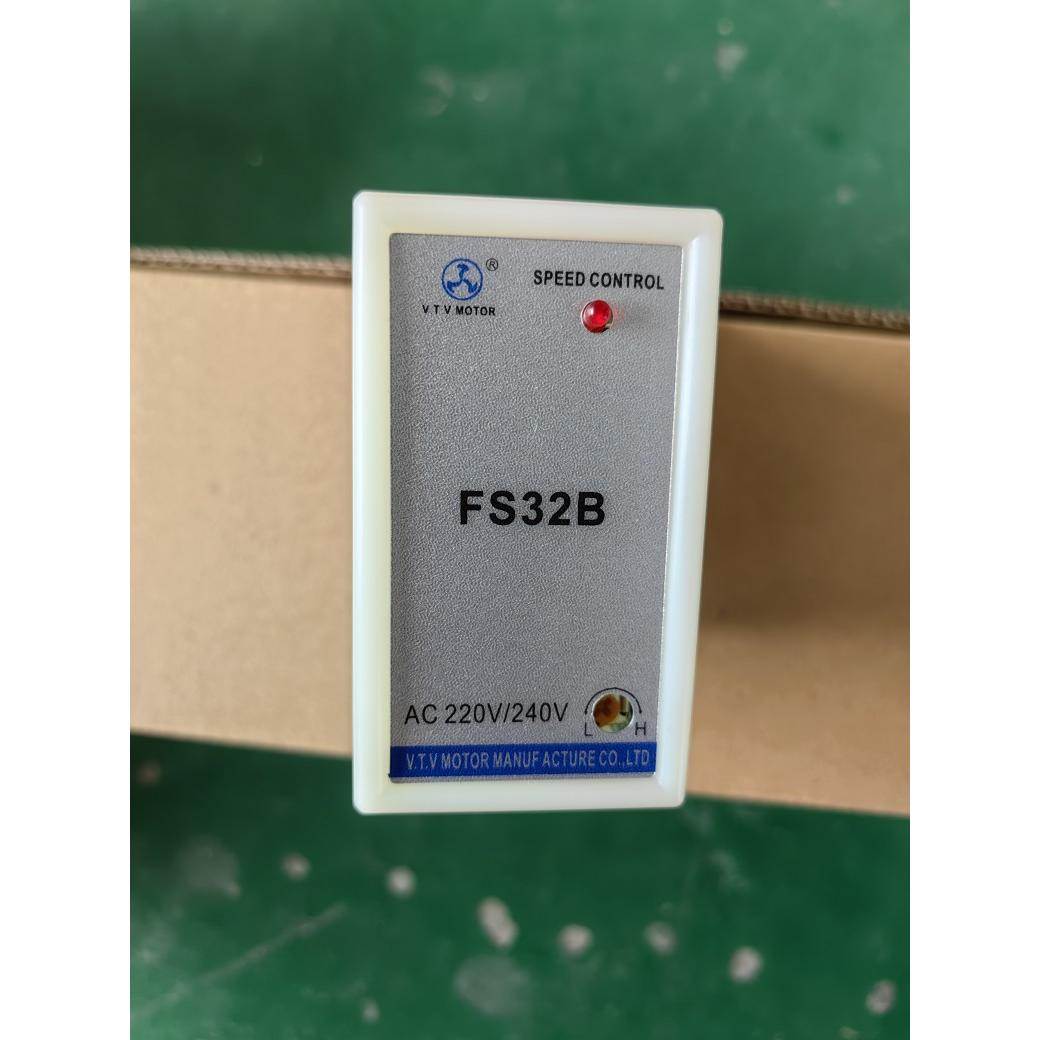 ®
V T V MOTOR
SPEED CONTROL
FS32B
AC 220V/240V
L H
V.T.V MOTOR MANUF ACTURE CO.,LTD